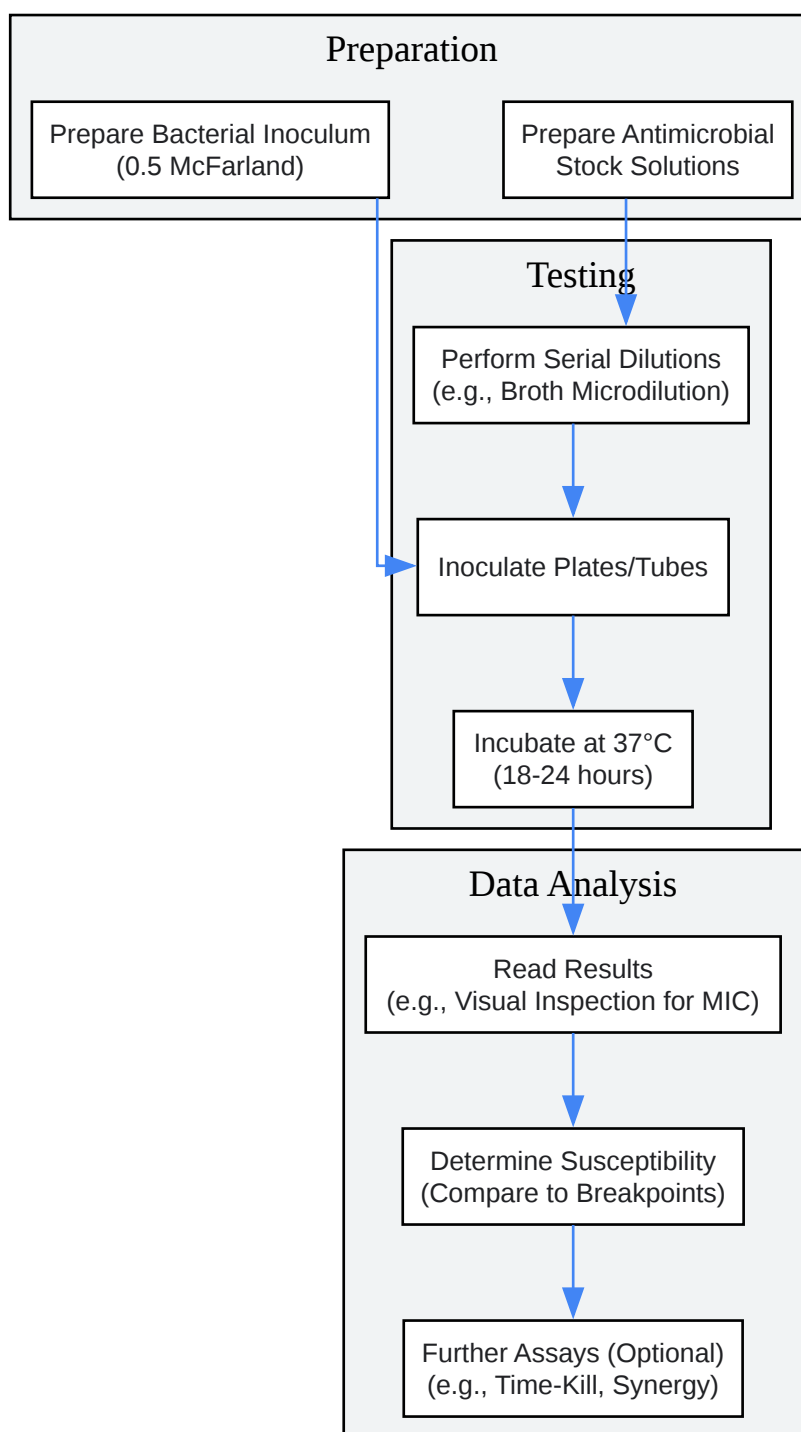 Preparation
Prepare Bacterial Inoculum
(0.5 McFarland)
Prepare Antimicrobial
Stock Solutions
Testing
Perform Serial Dilutions
(e.g., Broth Microdilution)
Inoculate Plates/Tubes
Incubate at 37°C
(18-24 hours)
Data Analysis
Read Results
(e.g., Visual Inspection for MIC)
Determine Susceptibility
(Compare to Breakpoints)
Further Assays (Optional)
(e.g., Time-Kill, Synergy)